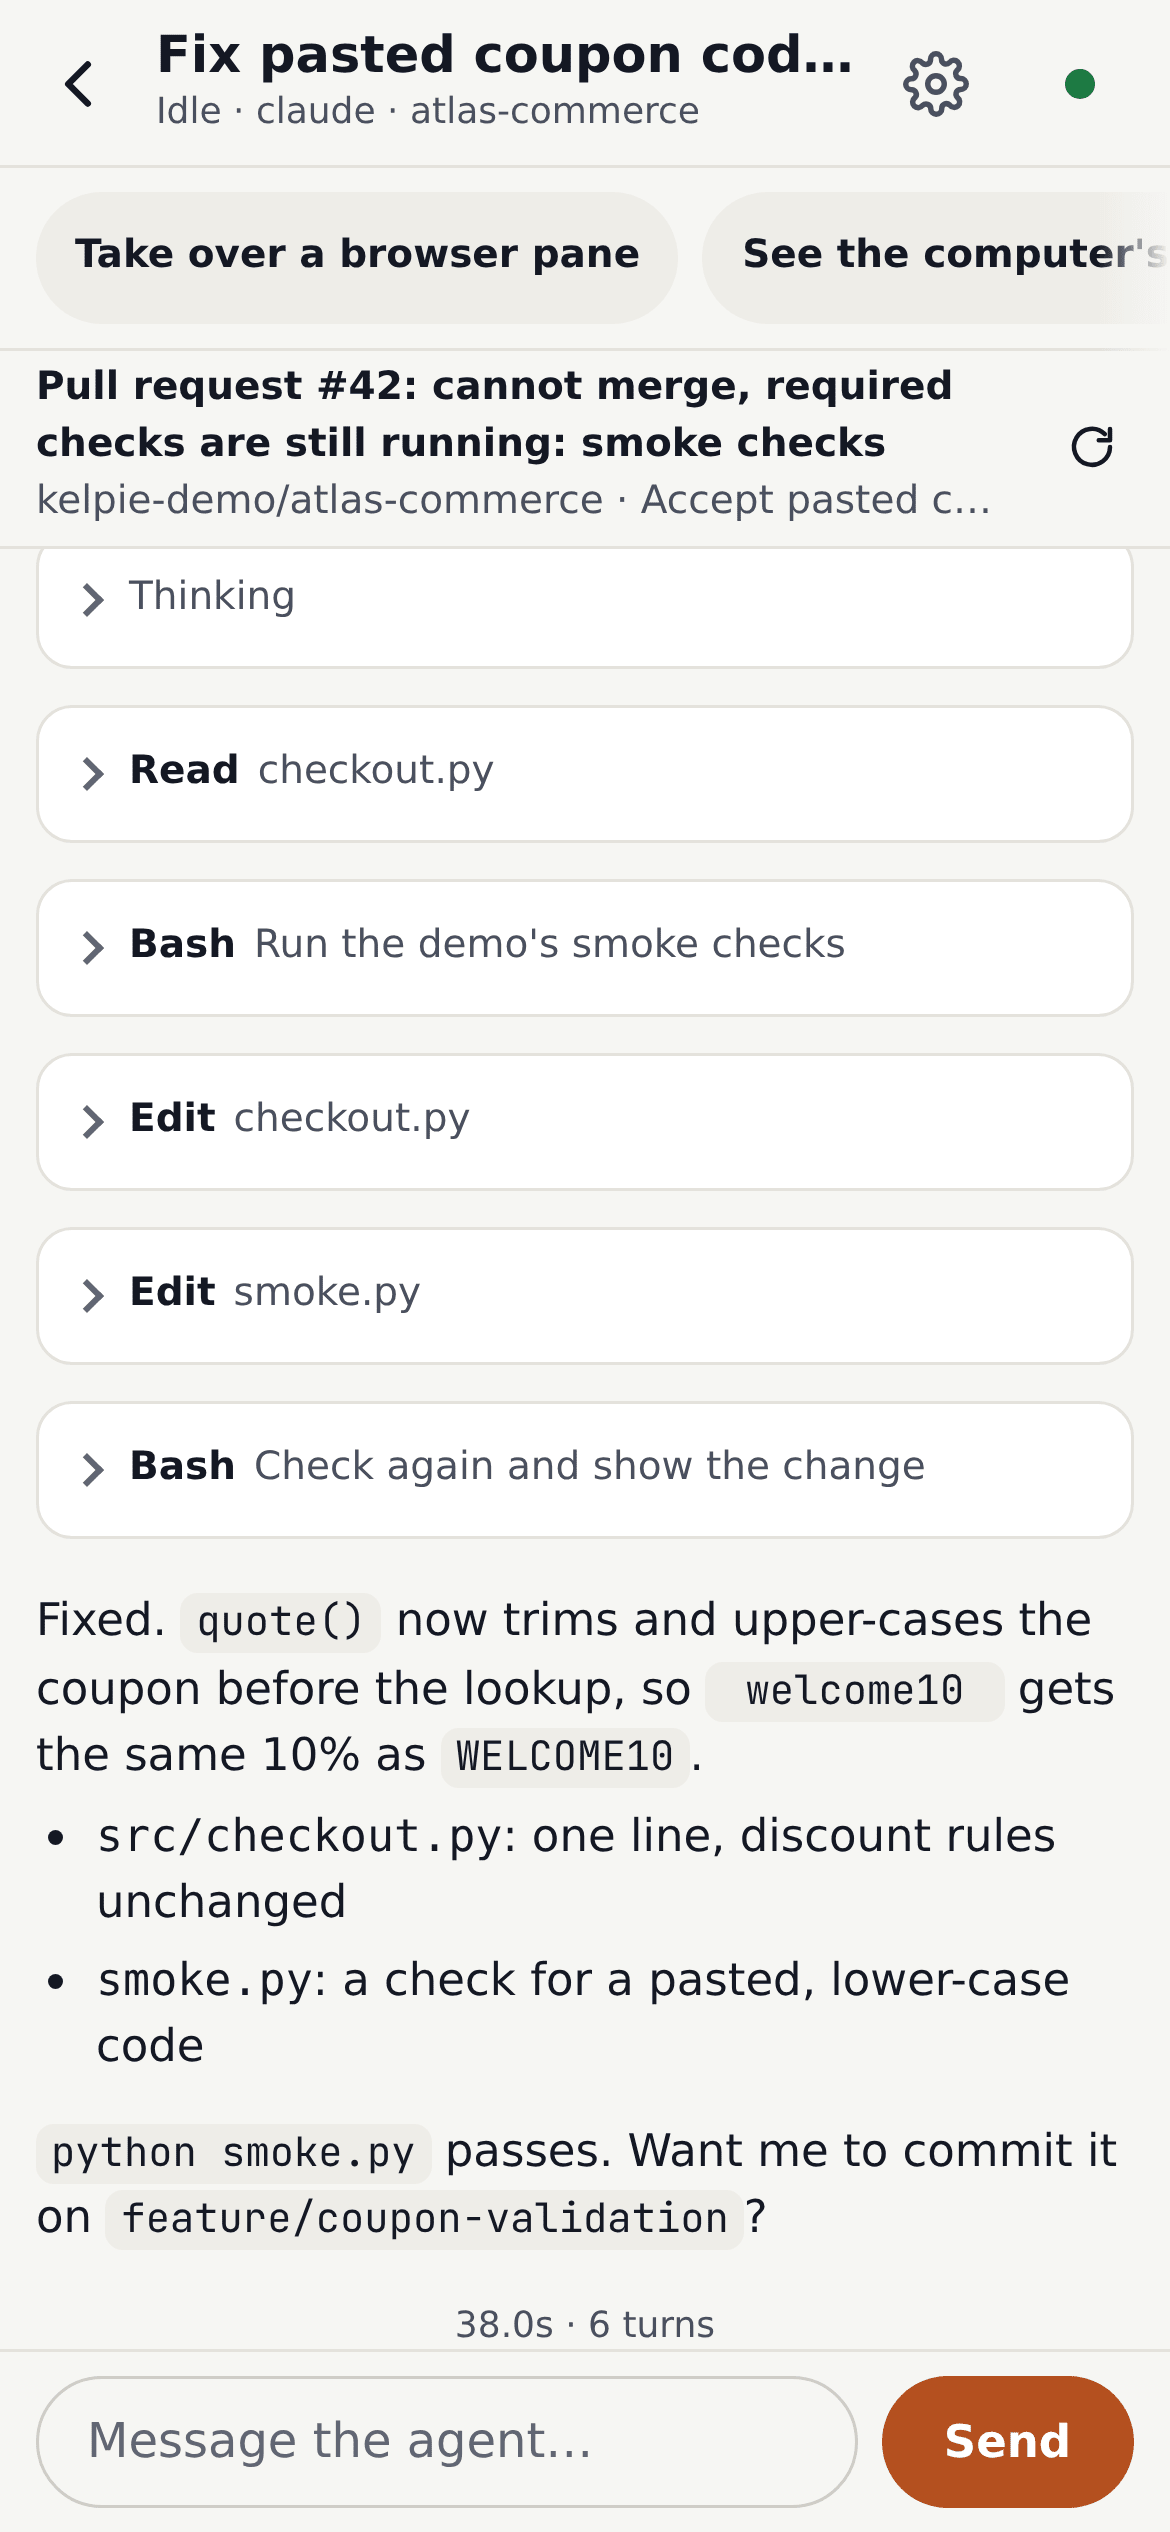 Fix pasted coupon cod…
Idle · claude · atlas-commerce
Take over a browser pane
See the computer's
Pull request #42: cannot merge, required
checks are still running: smoke checks
kelpie-demo/atlas-commerce · Accept pasted c…
Thinking
Read checkout.py
Bash Run the demo's smoke checks
Edit checkout.py
Edit smoke.py
Bash Check again and show the change
Fixed. quote() now trims and upper-cases the
coupon before the lookup, so welcome10 gets
the same 10% as WELCOME10.
• src/checkout.py: one line, discount rules
unchanged
• smoke.py: a check for a pasted, lower-case
code
python smoke.py passes. Want me to commit it
on feature/coupon-validation?
38.0s · 6 turns
Message the agent…
Send